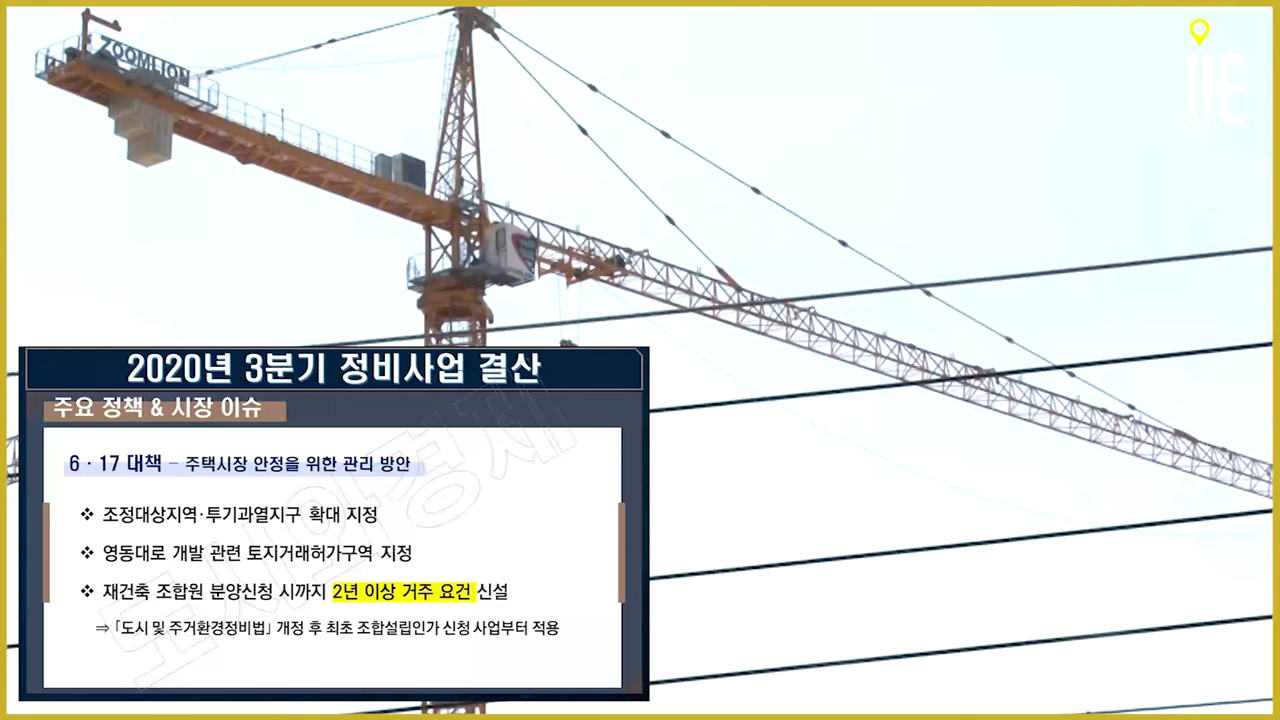 ZOOMLION
UE
2020년 3분기 정비사업 결산
주요 정책 & 시장 이슈
6 · 17 대책 – 주택시장 안정을 위한 관리 방안
❖ 조정대상지역·투기과열지구 확대 지정
❖ 영동대로 개발 관련 토지거래허가구역 지정
❖ 재건축 조합원 분양신청 시까지 2년 이상 거주 요건 신설
⇒ 「도시 및 주거환경정비법」 개정 후 최초 조합설립인가 신청 사업부터 적용
도시와경제